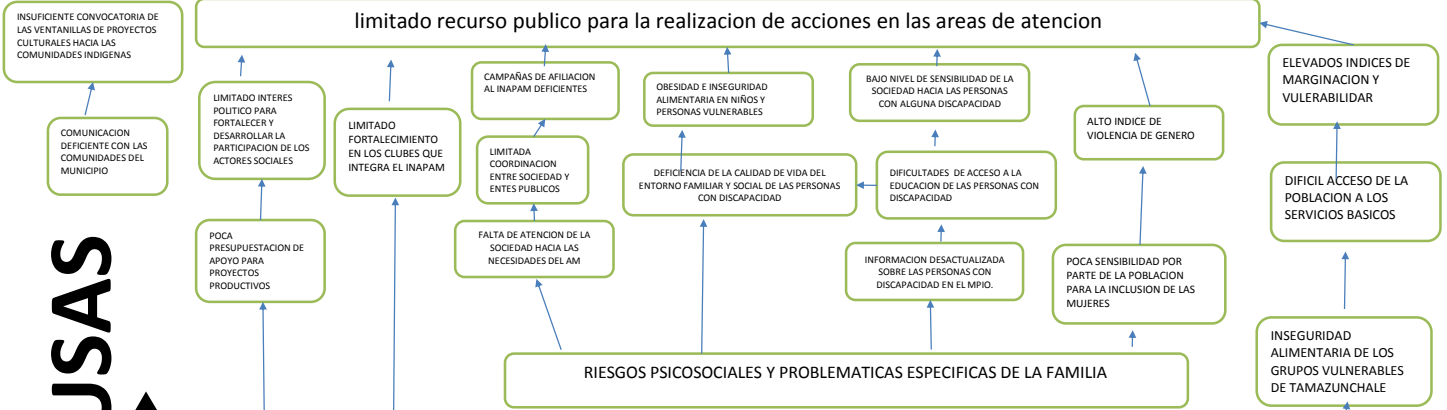 INSUFICIENTE CONVOCATORIA DE
LAS VENTANILLAS DE PROYECTOS
CULTURALES HACIA LAS
COMUNIDADES INDIGENAS
limitado recurso publico para la realizacion de acciones en las areas de atencion
COMUNICACION
DEFICIENTE CON LAS
COMUNIDADES DEL
MUNICIPIO
LIMITADO INTERES
POLITICO PARA
FORTALECER Y
DESARROLLAR LA
PARTICIPACION DE LOS
ACTORES SOCIALES
LIMITADO
FORTALECIMIENTO
EN LOS CLUBES QUE
INTEGRA EL INAPAM
CAMPAÑAS DE AFILIACION
AL INAPAM DEFICIENTES
OBESIDAD E INSEGURIDAD
ALIMENTARIA EN NIÑOS Y
PERSONAS VULNERABLES
BAJO NIVEL DE SENSIBILIDAD DE LA
SOCIEDAD HACIA LAS PERSONAS
CON ALGUNA DISCAPACIDAD
ALTO INDICE DE
VIOLENCIA DE GENERO
ELEVADOS INDICES DE
MARGINACION Y
VULERABILIDAR
LIMITADA
COORDINACION
ENTRE SOCIEDAD Y
ENTES PUBLICOS
DEFICIENCIA DE LA CALIDAD DE VIDA DEL
ENTORNO FAMILIAR Y SOCIAL DE LAS PERSONAS
CON DISCAPACIDAD
DIFICULTADES DE ACCESO A LA
EDUCACION DE LAS PERSONAS CON
DISCAPACIDAD
DIFICIL ACCESO DE LA
POBLACION A LOS
SERVICIOS BASICOS
POCA
PRESUPUESTACION DE
APOYO PARA
PROYECTOS
PRODUCTIVOS
FALTA DE ATENCION DE LA
SOCIEDAD HACIA LAS
NECESIDADES DEL AM
INFORMACION DESACTUALIZADA
SOBRE LAS PERSONAS CON
DISCAPACIDAD EN EL MPIO.
POCA SENSIBILIDAD POR
PARTE DE LA POBLACION
PARA LA INCLUSION DE LAS
MUJERES
INSEGURIDAD
ALIMENTARIA DE LOS
GRUPOS VULNERABLES
DE TAMAZUNCHALE
RIESGOS PSICOSOCIALES Y PROBLEMATICAS ESPECIFICAS DE LA FAMILIA
USAS